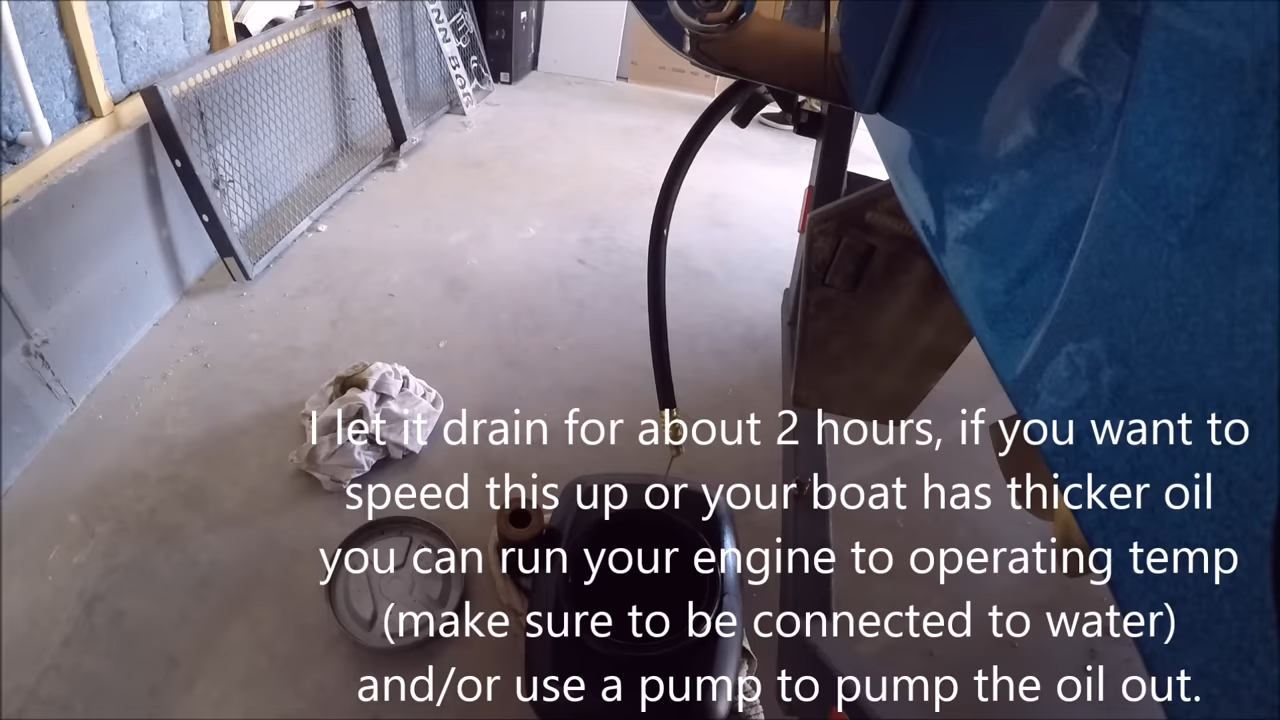 NN BOR
I let it drain for about 2 hours, if you want to
speed this up or your boat has thicker oil
you can run your engine to operating temp
(make sure to be connected to water)
and/or use a pump to pump the oil out.